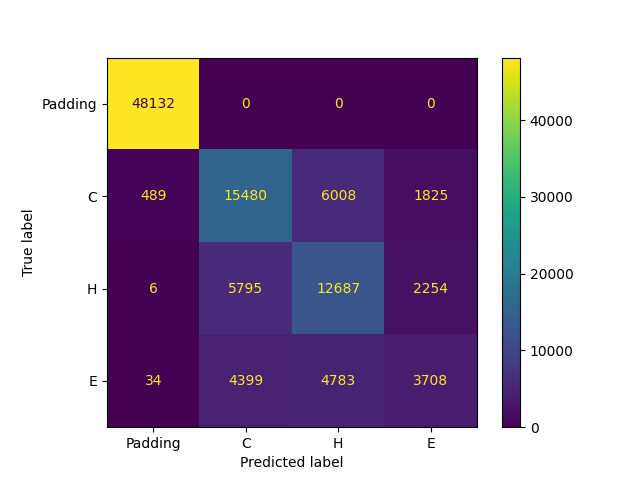 Padding 48132 0 0 0
C 489 15480 6008 1825
H 6 5795 12687 2254
E 34 4399 4783 3708
Padding C H E
Predicted label
True label
40000
30000
20000
10000
0